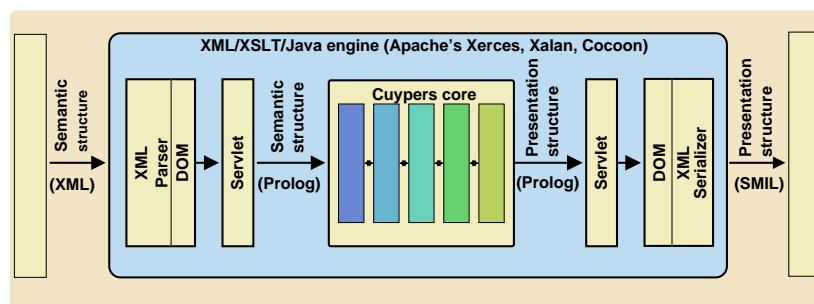 XML/XSLT/Java engine (Apache's Xerces, Xalan, Cocoon)
Semantic
structure
(XML)
XML
Parser
DOM
Servlet
Semantic
structure
(Prolog)
Cuypers core
Presentation
structure
(Prolog)
Servlet
DOM
XML
Serializer
Presentation
structure
(SMIL)